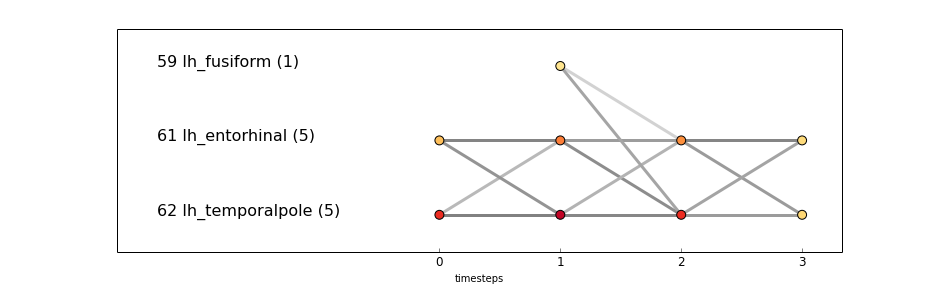 59 lh_fusiform (1)
61 lh_entorhinal (5)
62 lh_temporalpole (5)
0 1 2 3
timesteps